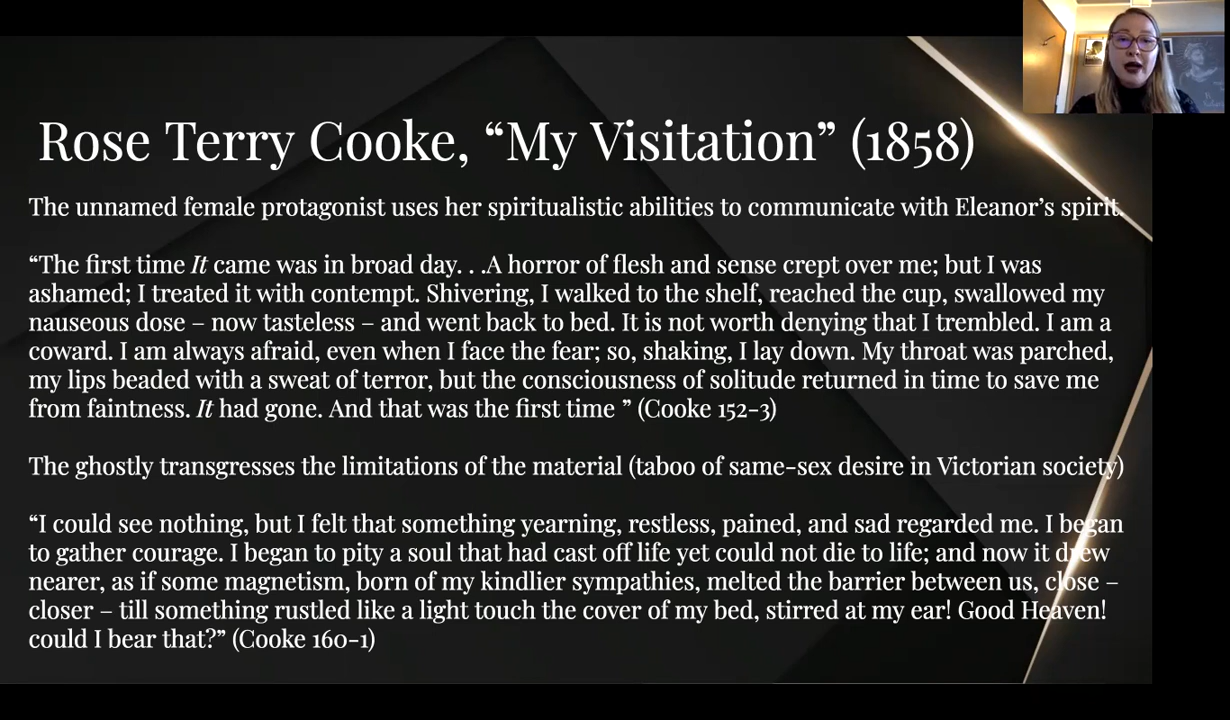 Rose Terry Cooke, “My Visitation” (1858)
The unnamed female protagonist uses her spiritualistic abilities to communicate with Eleanor’s spirit.
“The first time It came was in broad day. . .A horror of flesh and sense crept over me; but I was
ashamed; I treated it with contempt. Shivering, I walked to the shelf, reached the cup, swallowed my
nauseous dose – now tasteless – and went back to bed. It is not worth denying that I trembled. I am a
coward. I am always afraid, even when I face the fear; so, shaking, I lay down. My throat was parched,
my lips beaded with a sweat of terror, but the consciousness of solitude returned in time to save me
from faintness. It had gone. And that was the first time ” (Cooke 152-3)
The ghostly transgresses the limitations of the material (taboo of same-sex desire in Victorian society)
“I could see nothing, but I felt that something yearning, restless, pained, and sad regarded me. I began
to gather courage. I began to pity a soul that had cast off life yet could not die to life; and now it drew
nearer, as if some magnetism, born of my kindlier sympathies, melted the barrier between us, close –
closer – till something rustled like a light touch the cover of my bed, stirred at my ear! Good Heaven!
could I bear that?” (Cooke 160-1)